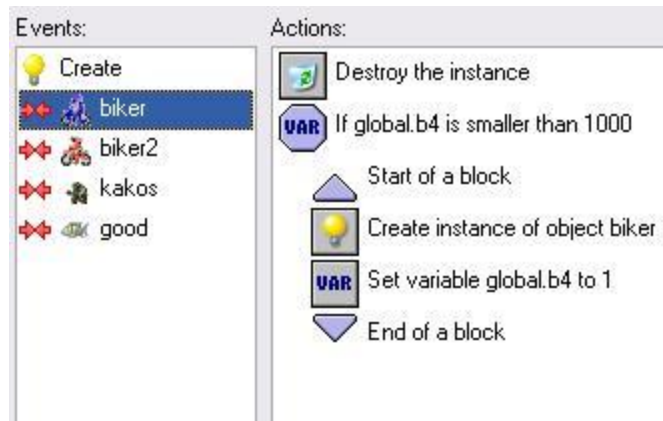 Events:
Create
biker
biker2
kakos
good
Actions:
Destroy the instance
VAR If global.b4 is smaller than 1000
Start of a block
Create instance of object biker
VAR Set variable global.b4 to 1
End of a block